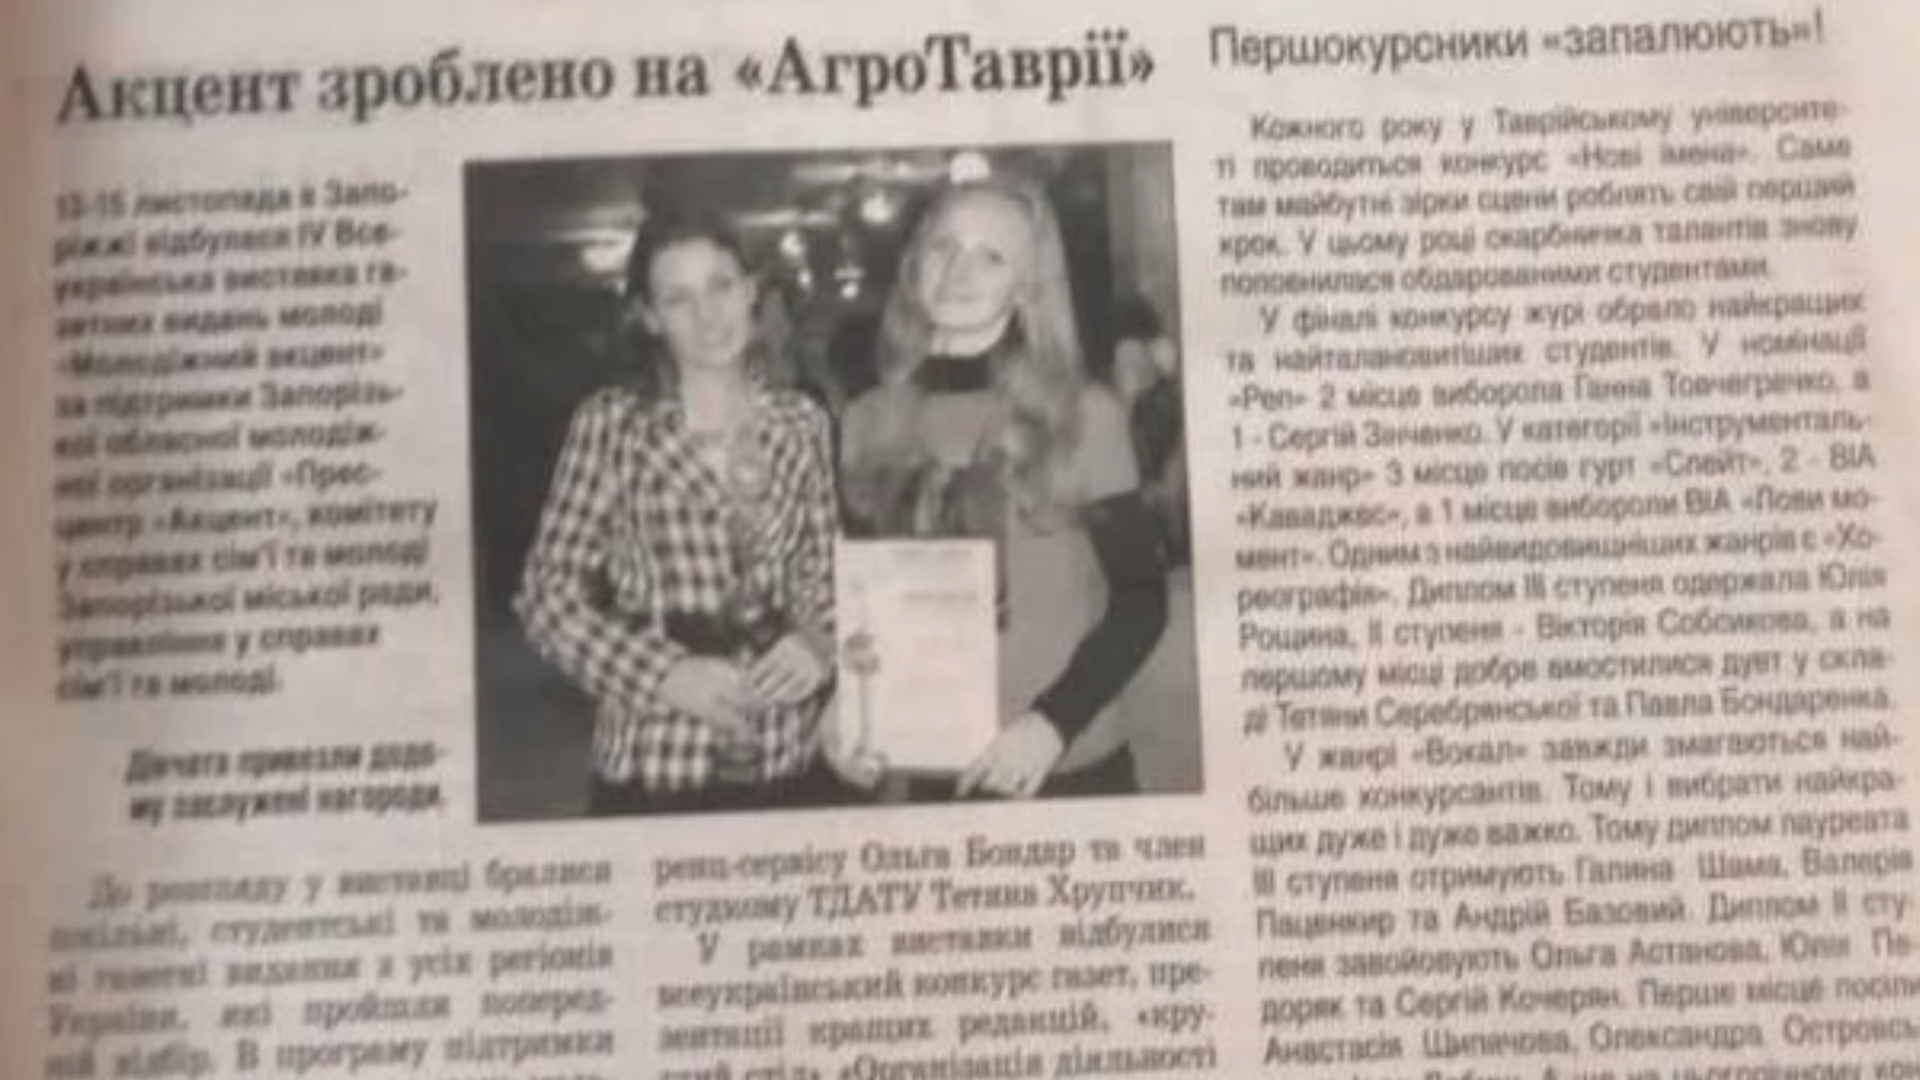 Акцент зроблено на «АгроТаврії»
13-15 листопада в Запо-
ріжжі відбулася IV Все-
українська виставка га-
зетних видань молоді
«Молодіжний акцент»
за підтримки Запорізь-
кої обласної молодіж-
ної організації «Прес-
центр «Акцент», комітету
у справах сім'ї та молоді
Запорізької міської ради,
управління у справах
сім'ї та молоді.
Дівчата привезли додо-
му заслужені нагороди.
До розгляду у виставці бралися
шкільні, студентські та молодіж-
ні газетні видання з усіх регіонів
України, які пройшли поперед-
ній відбір. В програму підтримки
ренц-сервісу Ольга Бондар та член
студкому ТДАТУ Тетяна Хрупчик.
У рамках виставки відбулися
всеукраїнський конкурс газет, пре-
зентації кращих редакцій, «кру-
глий стіл» «Організація діяльності
Першокурсники «запалюють»!
Кожного року у Таврійському університе-
ті проводиться конкурс «Нові імена». Саме
там майбутні зірки сцени роблять свій перший
крок. У цьому році скарбничка талантів знову
поповнилася обдарованими студентами.
У фіналі конкурсу журі обрало найкращих
та найталановитіших студентів. У номінації
«Реп» 2 місце виборола Ганна Товчегречко, а
1 - Сергій Зінченко. У категорії «Інструменталь-
ний жанр» 3 місце посів гурт «Слейт», 2 - ВІА
«Каваджес», а 1 місце вибороли ВІА «Лови мо-
мент». Одним з найвидовищніших жанрів є «Хо-
реографія». Диплом III ступеня одержала Юлія
Рощина, II ступеня - Вікторія Собсикова, а на
першому місці добре вмостилися дует у скла-
ді Тетяни Серебрянської та Павла Бондаренка.
У жанрі «Вокал» завжди змагаються най-
більше конкурсантів. Тому і вибрати найкра-
щих дуже і дуже важко. Тому диплом лауреата
III ступеня отримують Галина Шама, Валерія
Паценкир та Андрій Базовий. Диплом II сту-
пеня завойовують Ольга Астанова, Юлія Пе-
доряк та Сергій Кочерян. Перше місце посіли
Анастасія Щипачова, Олександра Островсь-